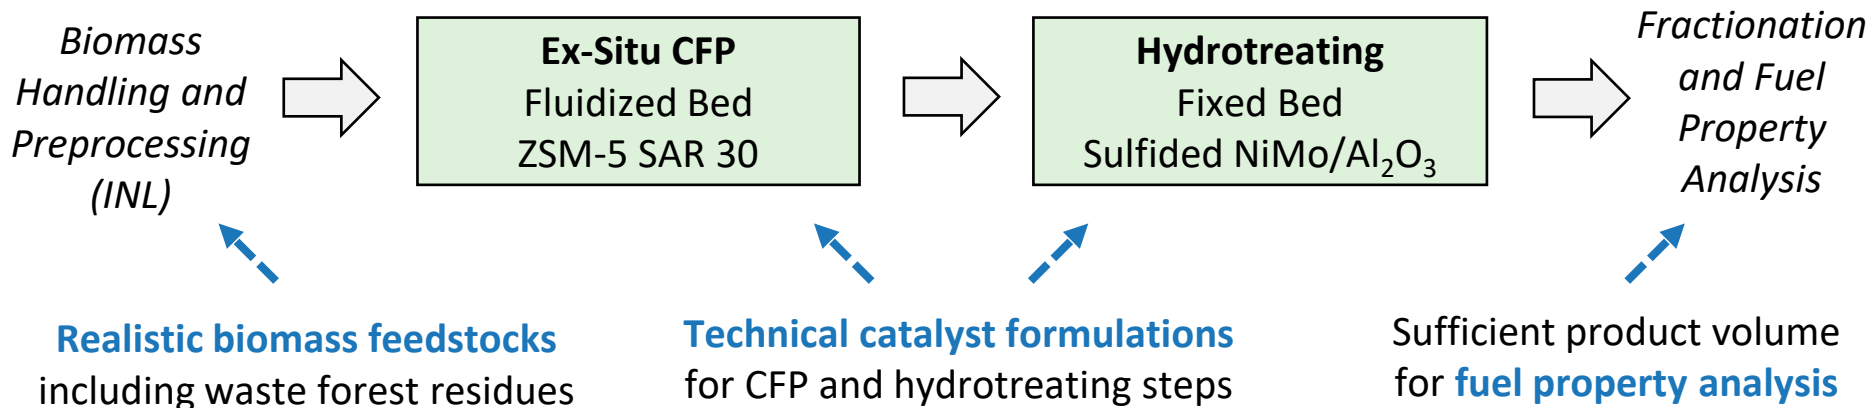 Biomass
Handling and
Preprocessing
(INL)
Ex-Situ CFP
Fluidized Bed
ZSM-5 SAR 30
Hydrotreating
Fixed Bed
Sulfided NiMo/Al₂O₃
Fractionation
and Fuel
Property
Analysis
Realistic biomass feedstocks
including waste forest residues
Technical catalyst formulations
for CFP and hydrotreating steps
Sufficient product volume
for fuel property analysis